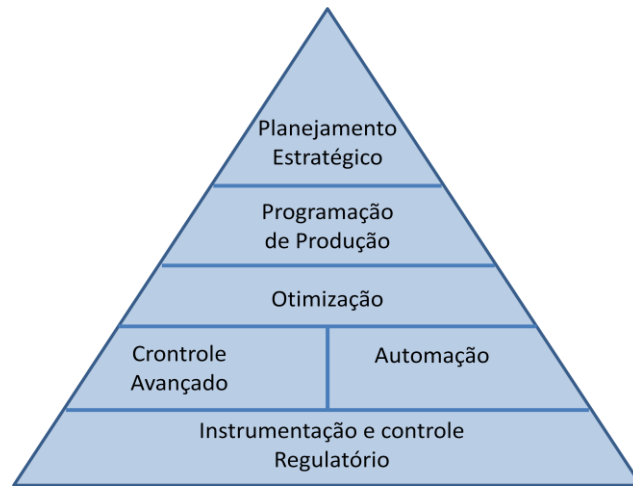 Planejamento
Estratégico
Programação
de Produção
Otimização
Crontrole
Avançado
Automação
Instrumentação e controle
Regulatório